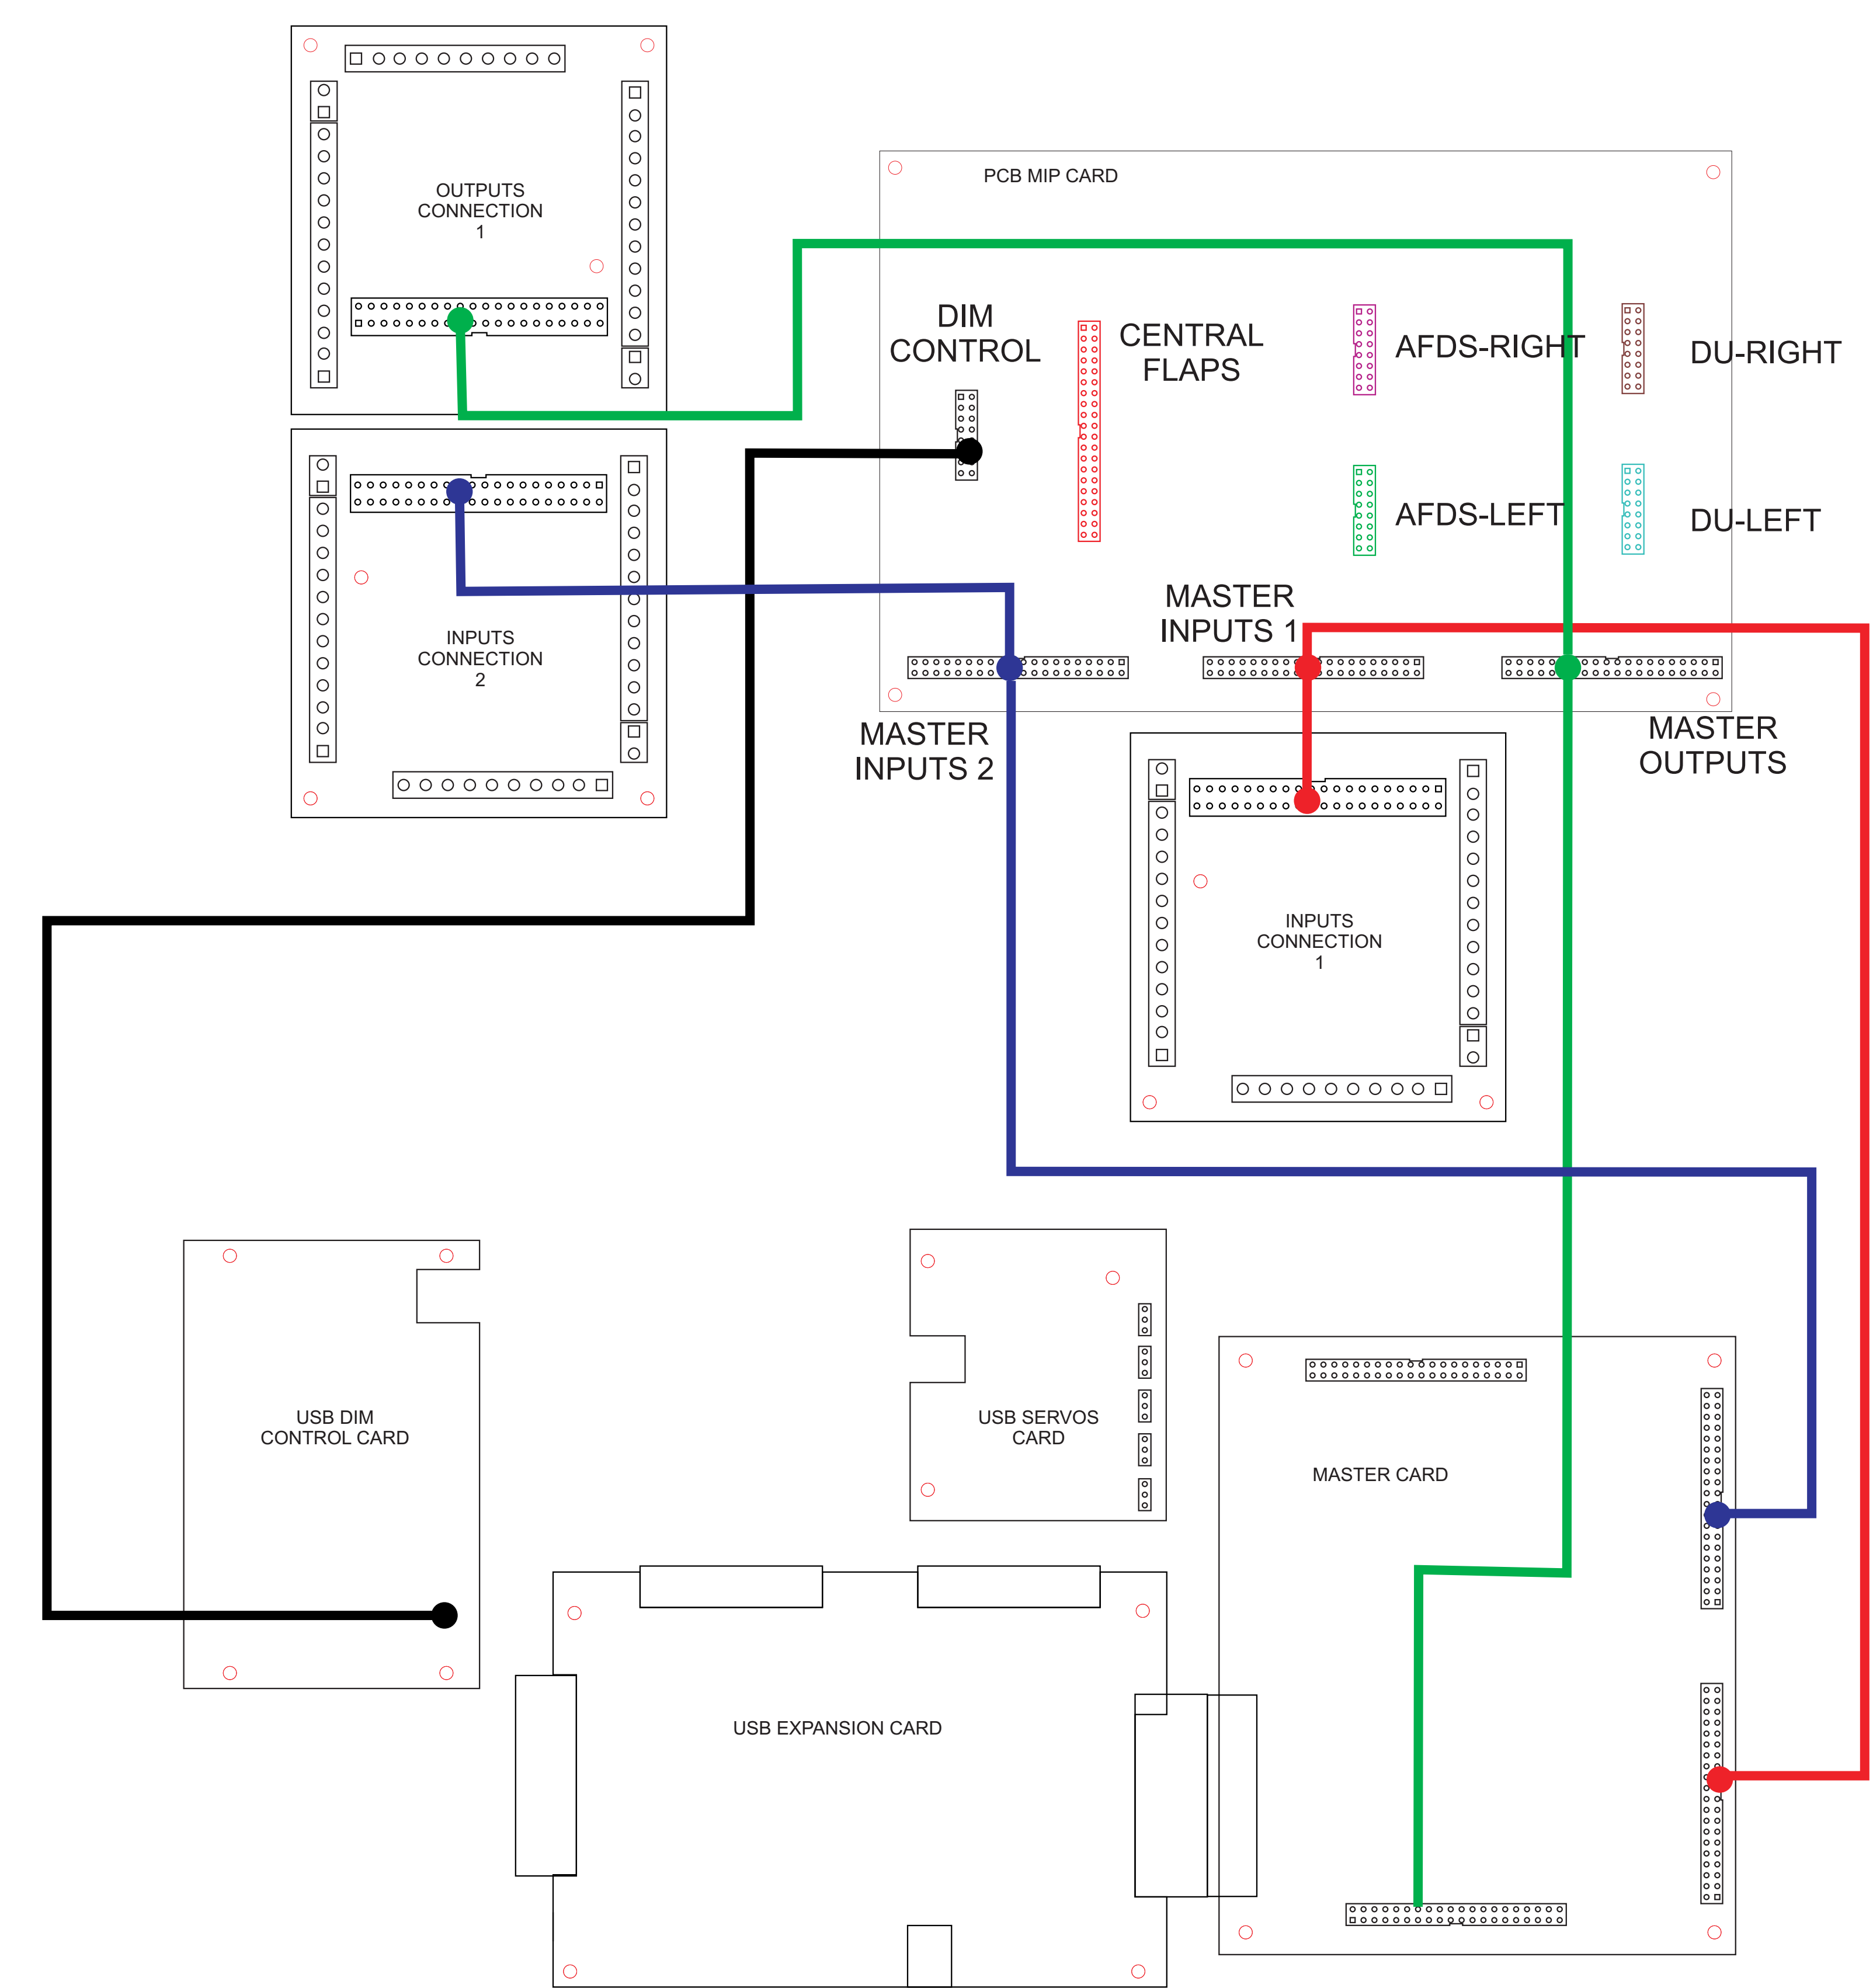 OUTPUTS
CONNECTION
1
PCB MIP CARD
DIM
CONTROL
CENTRAL
FLAPS
AFDS-RIGHT
DU-RIGHT
AFDS-LEFT
DU-LEFT
MASTER
INPUTS 1
INPUTS
CONNECTION
2
MASTER
INPUTS 2
MASTER
OUTPUTS
INPUTS
CONNECTION
1
USB DIM
CONTROL CARD
USB SERVOS
CARD
MASTER CARD
USB EXPANSION CARD